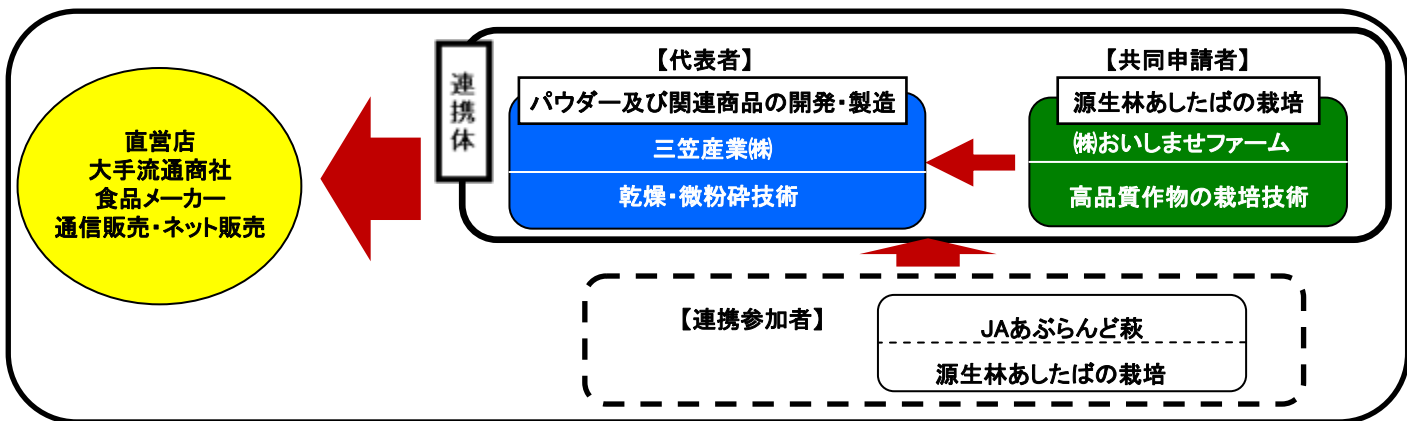 直営店
大手流通商社
食品メーカー
通信販売・ネット販売
連携体
【代表者】
パウダー及び関連商品の開発・製造
三笠産業㈱
乾燥・微粉砕技術
【共同申請者】
源生林あしたばの栽培
㈱おいしませファーム
高品質作物の栽培技術
【連携参加者】
JAあぶらんど萩
源生林あしたばの栽培